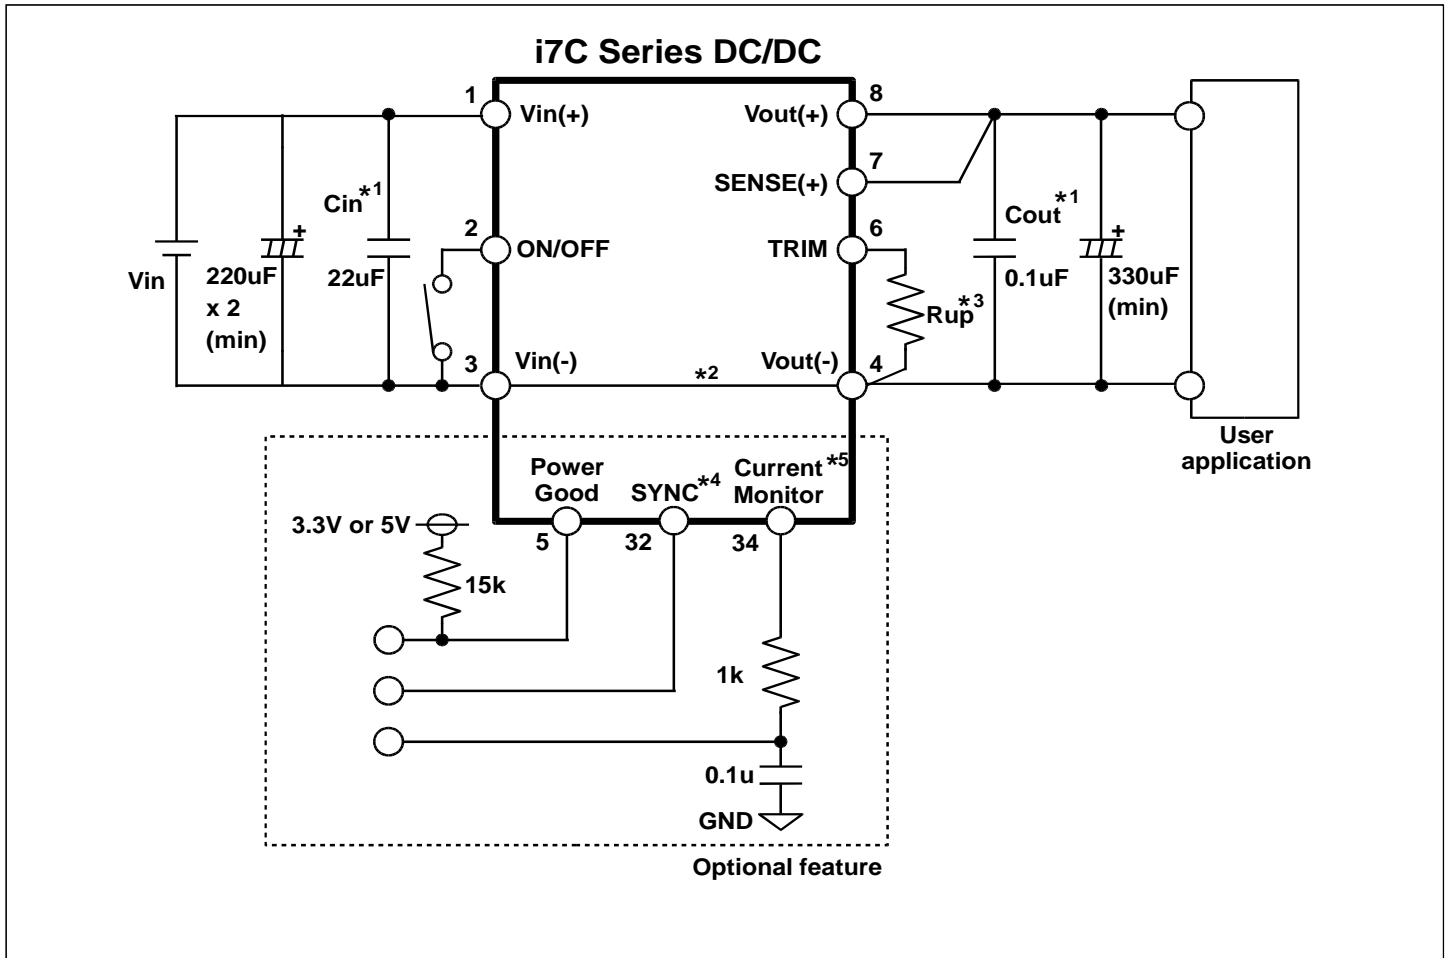 i7C Series DC/DC
1
Vin(+)
Vout(+)
8
7
SENSE(+)
Cin*1
22uF
2
ON/OFF
TRIM
6
Cout*1
0.1uF
+
220uF
x 2
(min)
Vin
+
330uF
(min)
Rup*3
3
Vin(-)
*2
Vout(-)
4
User
application
Power
Good
SYNC*4
Current*5
Monitor
3.3V or 5V
5
32
34
15k
1k
0.1u
GND
Optional feature